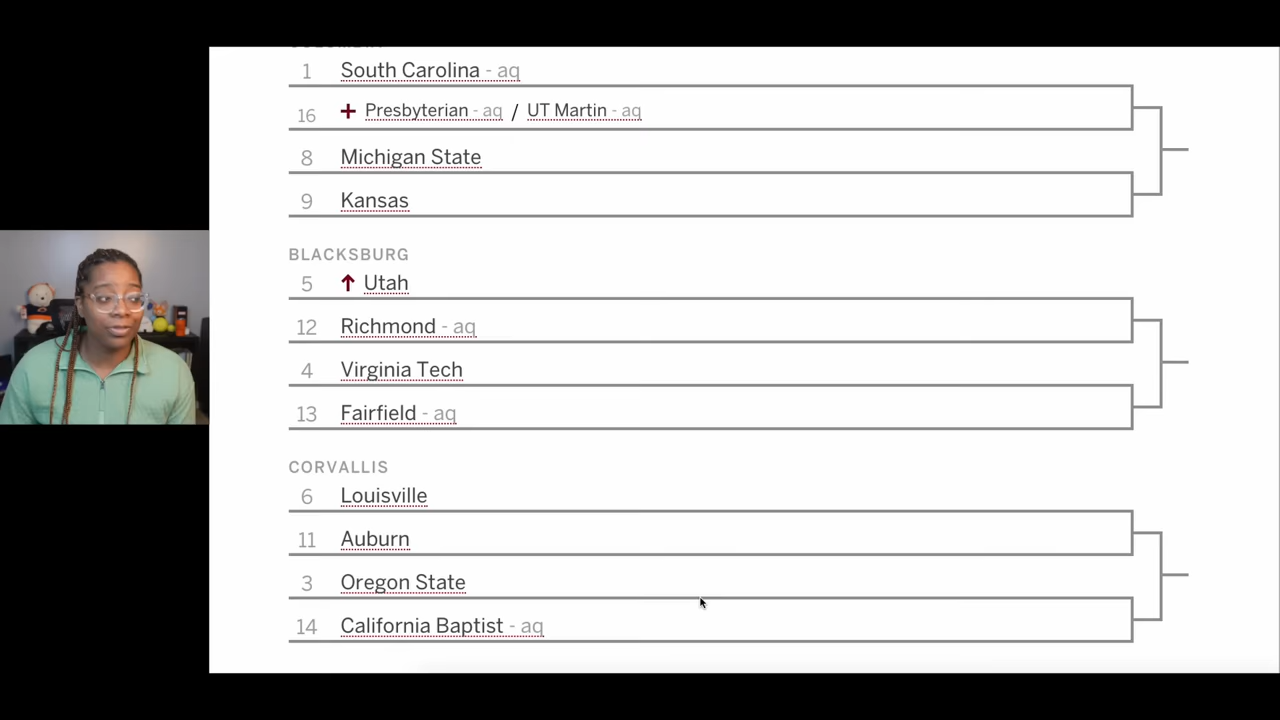 1 South Carolina - aq
16 + Presbyterian - aq / UT Martin - aq
8 Michigan State
9 Kansas
BLACKSBURG
5 ↑ Utah
12 Richmond - aq
4 Virginia Tech
13 Fairfield - aq
CORVALLIS
6 Louisville
11 Auburn
3 Oregon State
14 California Baptist - aq